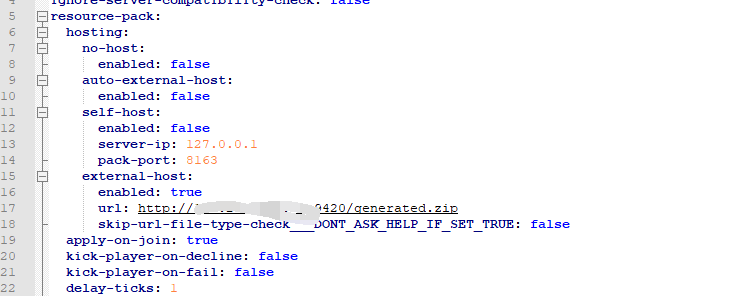 4 ignore-server-compatibility-check: false
5 resource-pack:
6 hosting:
7 no-host:
8 enabled: false
9 auto-external-host:
10 enabled: false
11 self-host:
12 enabled: false
13 server-ip: 127.0.0.1
14 pack-port: 8163
15 external-host:
16 enabled: true
17 url: http:// 9420/generated.zip
18 skip-url-file-type-check___DONT_ASK_HELP_IF_SET_TRUE: false
19 apply-on-join: true
20 kick-player-on-decline: false
21 kick-player-on-fail: false
22 delay-ticks: 1